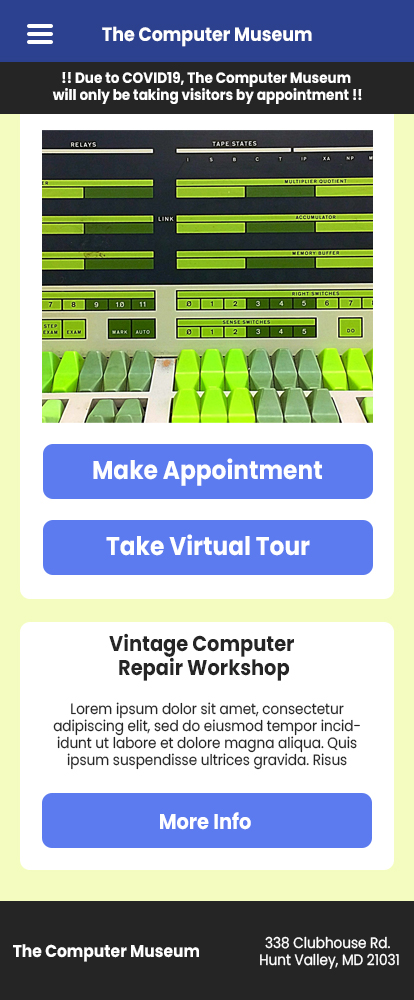 The Computer Museum
!! Due to COVID19, The Computer Museum
will only be taking visitors by appointment !!
RELAYS
TAPE STATES
I S B C T IP XA NP
MULTIPLIER QUOTIENT
LINK
ACCUMULATOR
MEMORY BUFFER
RIGHT SWITCHES
7 8 9 10 11
0 1 2 3 4 5 6 7
SENSE SWITCHES
STEP EXAM
EXAM
MARK AUTO
0 1 2 3 4 5
DO
Make Appointment
Take Virtual Tour
Vintage Computer
Repair Workshop
Lorem ipsum dolor sit amet, consectetur
adipiscing elit, sed do eiusmod tempor incid-
idunt ut labore et dolore magna aliqua. Quis
ipsum suspendisse ultrices gravida. Risus
More Info
The Computer Museum
338 Clubhouse Rd.
Hunt Valley, MD 21031